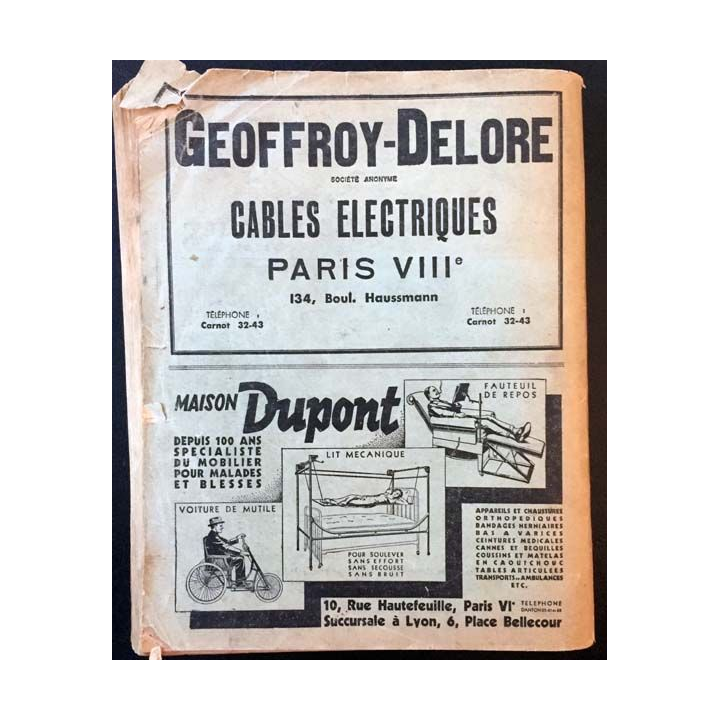 GEOFFROY-DELORE
SOCIÉTÉ ANONYME
CABLES ELECTRIQUES
PARIS VIIIe
134, Boul. Haussmann
TÉLÉPHONE :
Carnot 32-43
TÉLÉPHONE :
Carnot 32-43
MAISON Dupont
DEPUIS 100 ANS
SPECIALISTE
DU MOBILIER
POUR MALADES
ET BLESSES
FAUTEUIL
DE REPOS
LIT MECANIQUE
POUR SOULEVER
SANS EFFORT
SANS SECOUSSE
SANS BRUIT
VOITURE DE MUTILE
APPAREILS ET CHAUSSURES
ORTHOPEDIQUES
BANDAGES HERNIAIRES
BAS A VARICES
CEINTURES MEDICALES
CANNES ET BEQUILLES
COUSSINS ET MATELAS
EN CAOUTCHOUC
TABLES ARTICULEES
TRANSPORTS EN AMBULANCES
ETC.
10, Rue Hautefeuille, Paris VIe TELEPHONE
DANTON
Succursale à Lyon, 6, Place Bellecour